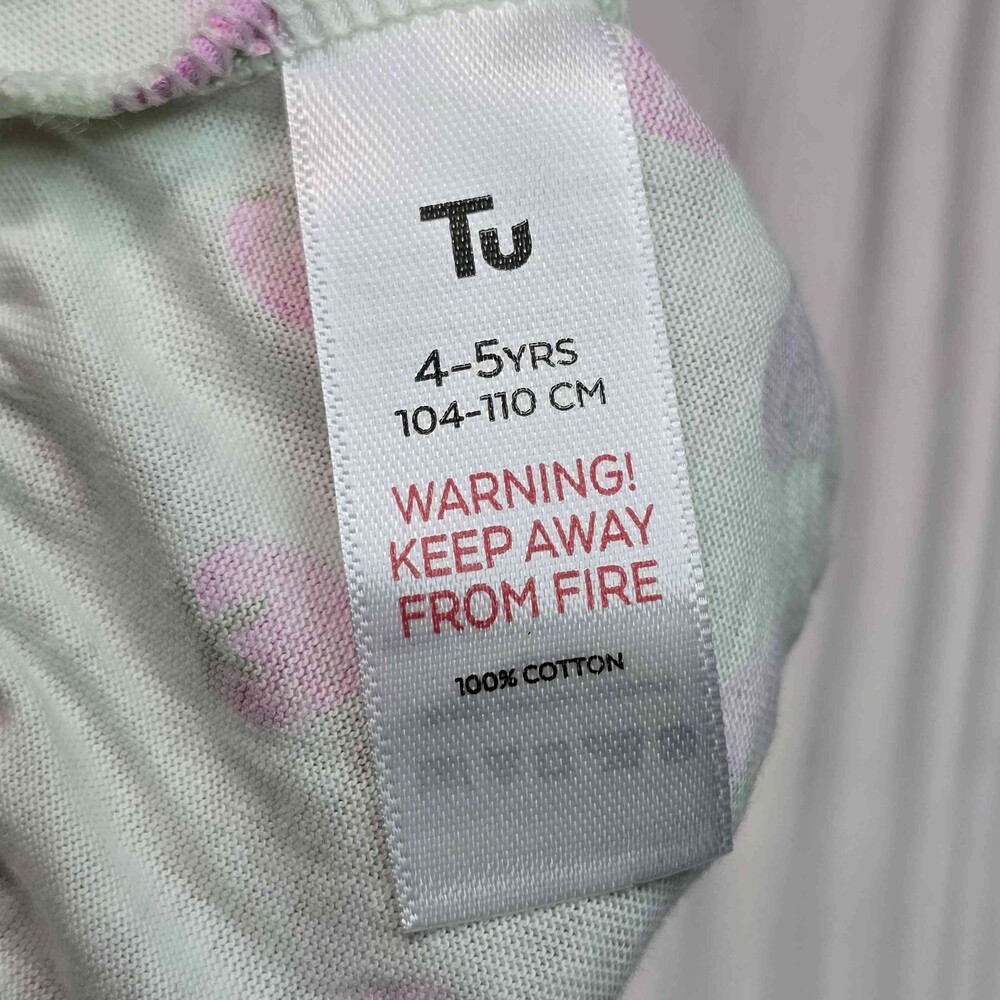 Tu
4-5YRS
104-110 CM
WARNING!
KEEP AWAY
FROM FIRE
100% COTTON